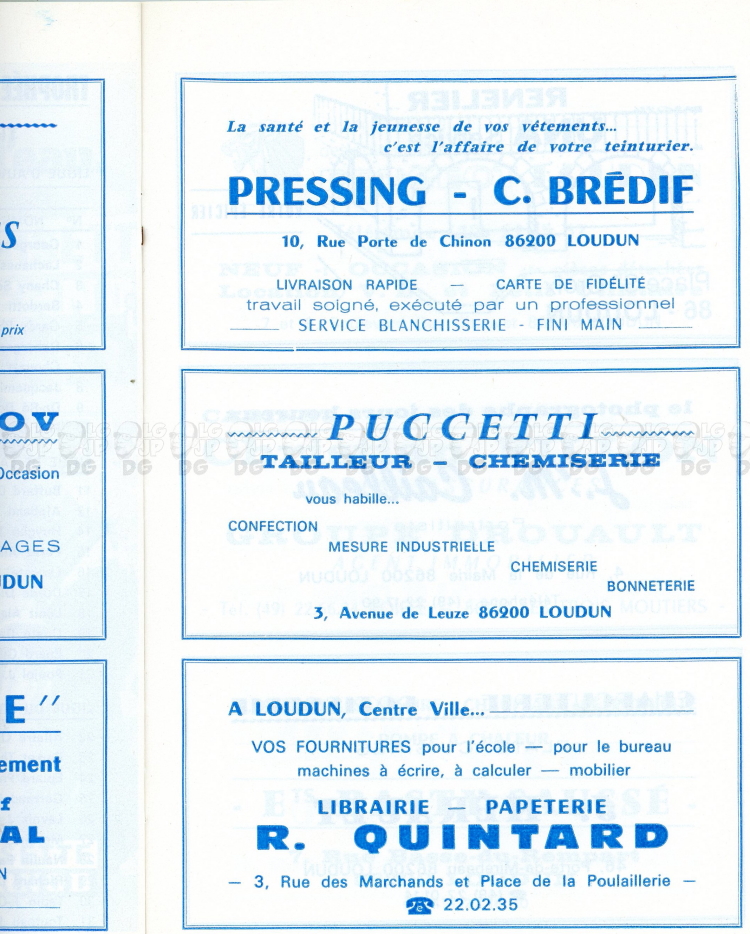 S
prix
OV
Occasion
AGES
DUN
E"
ement
f
AL
N
La santé et la jeunesse de vos vêtements...
c'est l'affaire de votre teinturier.
PRESSING - C. BRÉDIF
10, Rue Porte de Chinon 86200 LOUDUN
LIVRAISON RAPIDE — CARTE DE FIDÉLITÉ
travail soigné, exécuté par un professionnel
SERVICE BLANCHISSERIE - FINI MAIN
PUCCETTI
TAILLEUR - CHEMISERIE
vous habille...
CONFECTION
MESURE INDUSTRIELLE
CHEMISERIE
BONNETERIE
3, Avenue de Leuze 86200 LOUDUN
A LOUDUN, Centre Ville...
VOS FOURNITURES pour l'école — pour le bureau
machines à écrire, à calculer — mobilier
LIBRAIRIE — PAPETERIE
R. QUINTARD
— 3, Rue des Marchands et Place de la Poulaillerie —
☎ 22.02.35